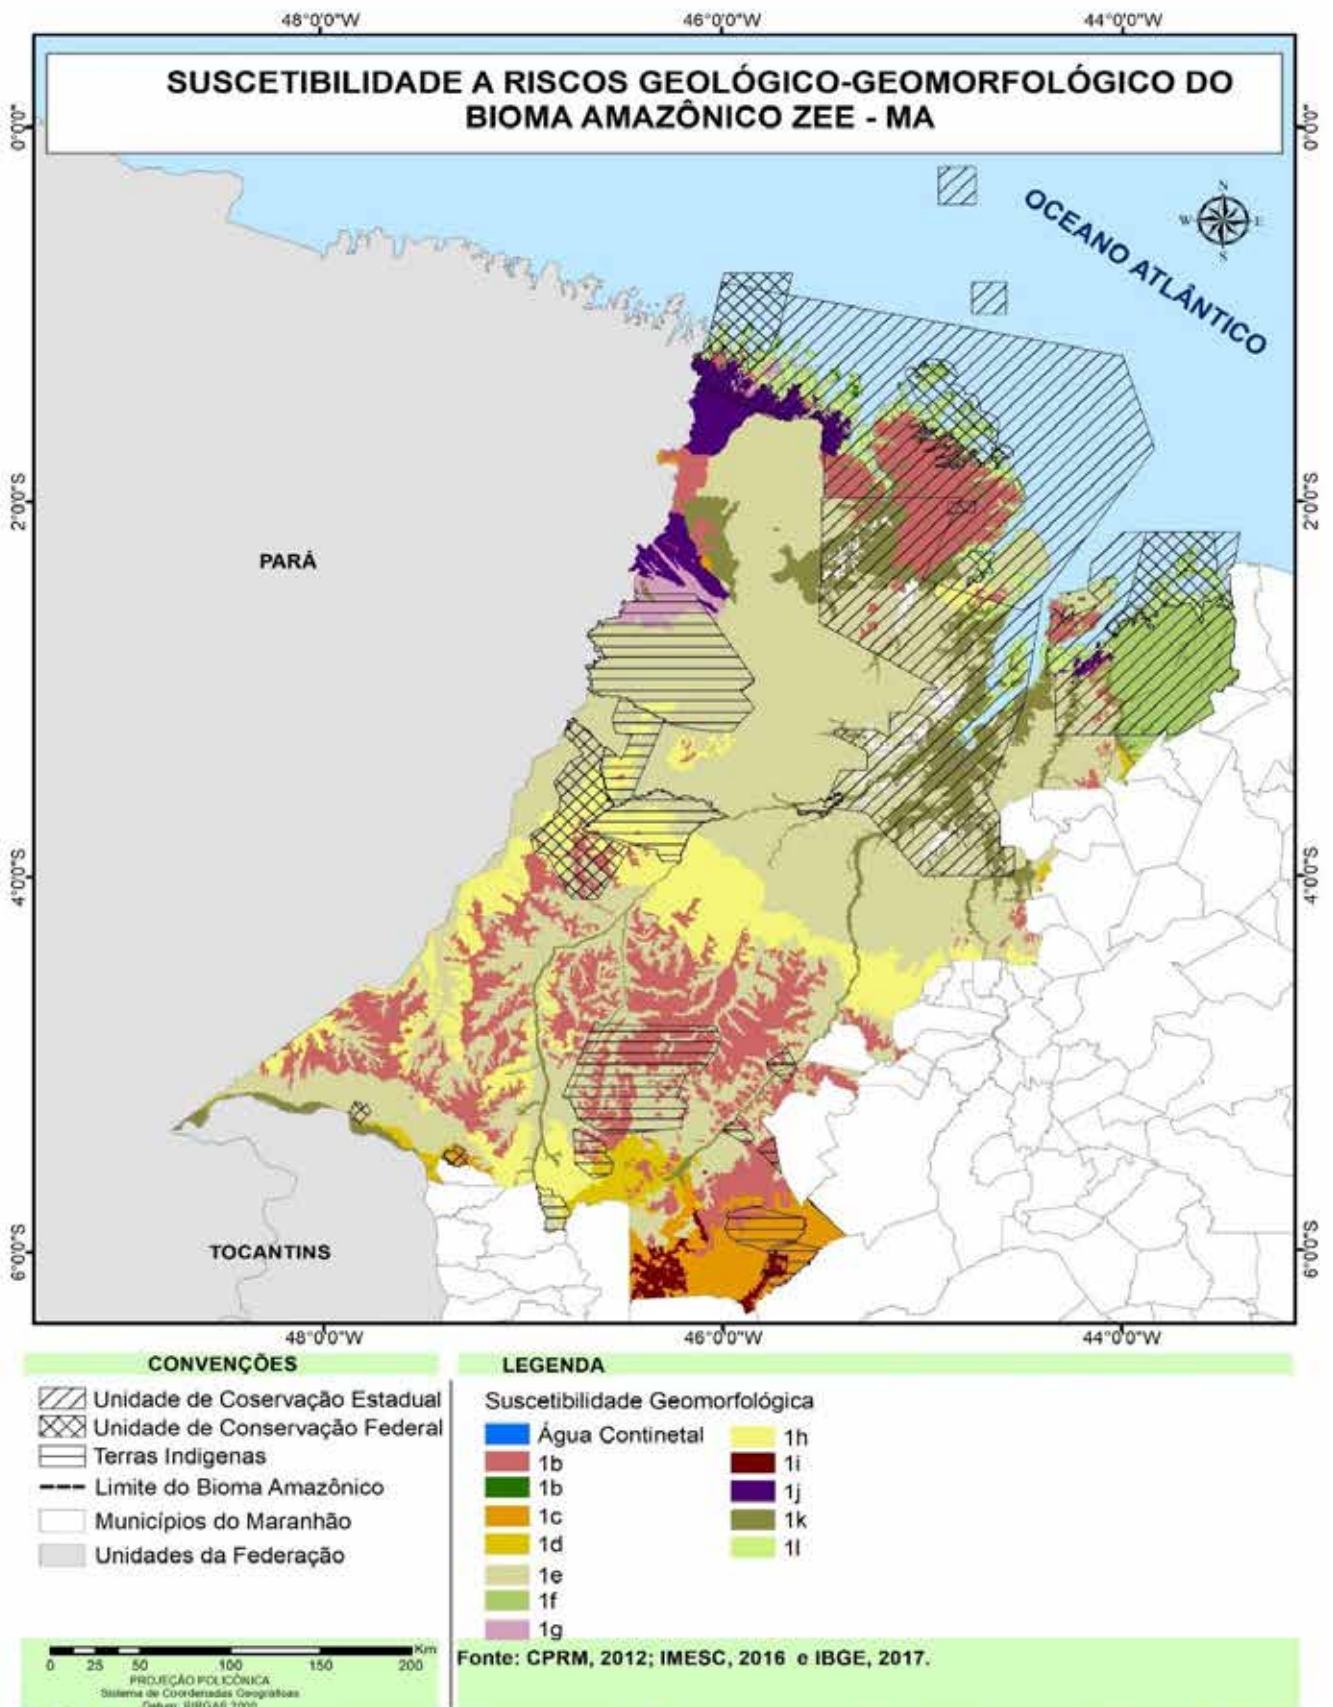 48°0'0"W 46°0'0"W 44°0'0"W
SUSCETIBILIDADE A RISCOS GEOLÓGICO-GEOMORFOLÓGICO DO
BIOMA AMAZÔNICO ZEE - MA
0°0'0" 0°0'0"
N
W E
S
OCEANO ATLÂNTICO
2°0'0"S 2°0'0"S
PARÁ
4°0'0"S 4°0'0"S
6°0'0"S 6°0'0"S
TOCANTINS
48°0'0"W 46°0'0"W 44°0'0"W
CONVENÇÕES
Unidade de Coservação Estadual
Unidade de Conservação Federal
Terras Indigenas
Limite do Bioma Amazônico
Municípios do Maranhão
Unidades da Federação
LEGENDA
Suscetibilidade Geomorfológica
Água Continetal
1b
1b
1c
1d
1e
1f
1g
1h
1i
1j
1k
1l
Km
0 25 50 100 150 200
PROJEÇÃO POLICÔNICA
Sistema de Coordenadas Geográficas
Datum: SIRGAS 2000
Fonte: CPRM, 2012; IMESC, 2016 e IBGE, 2017.